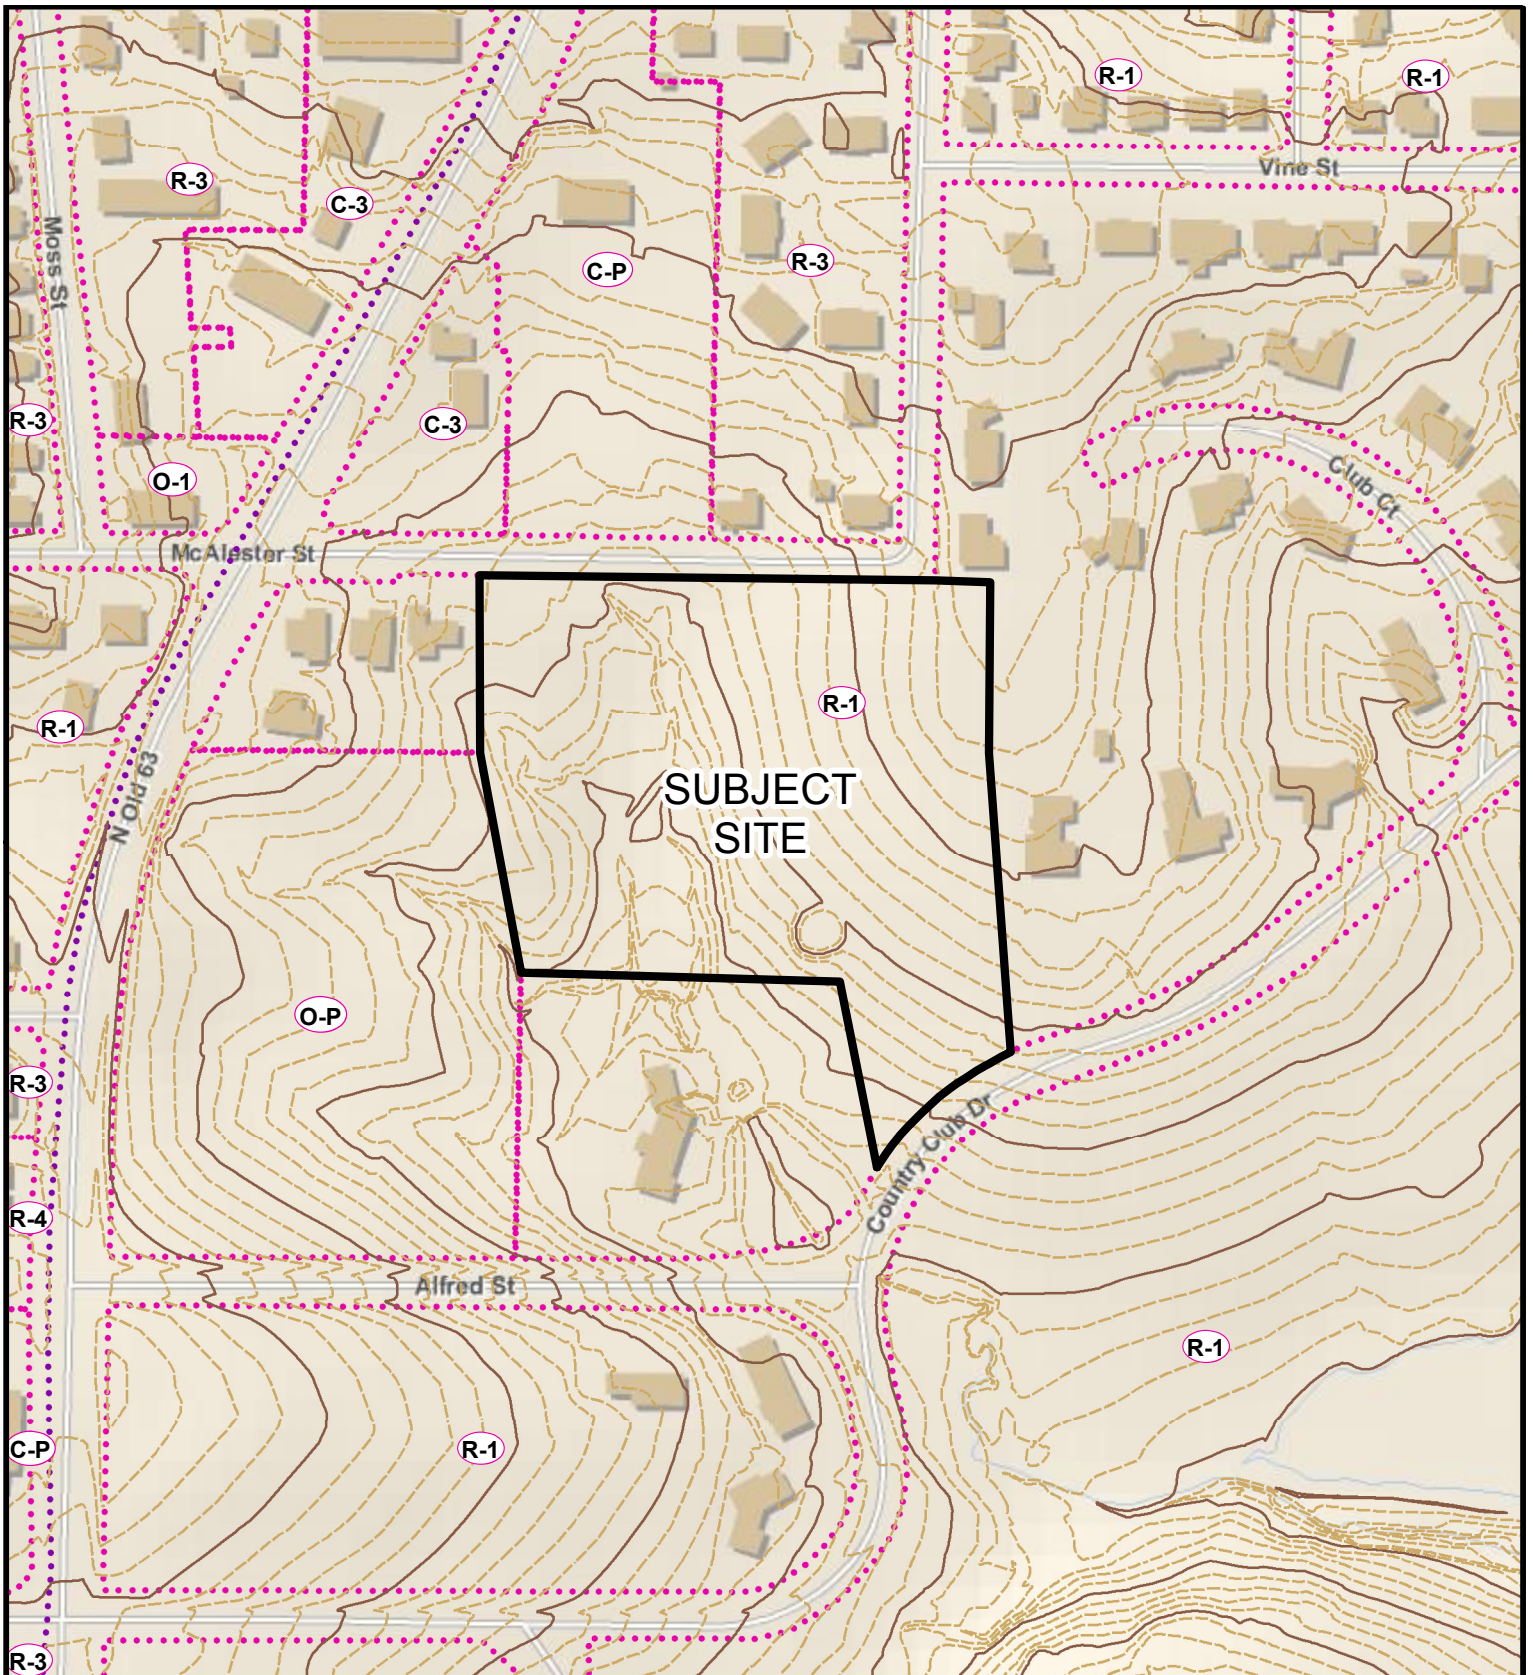 R-1
R-1
Vine St
R-3
C-3
Moss St
C-P
R-3
R-3
C-3
O-1
Club Ct
McAlester St
R-1
R-1
N Old 63
SUBJECT
SITE
O-P
R-3
Country Club Dr
R-4
Alfred St
R-1
C-P
R-1
R-3